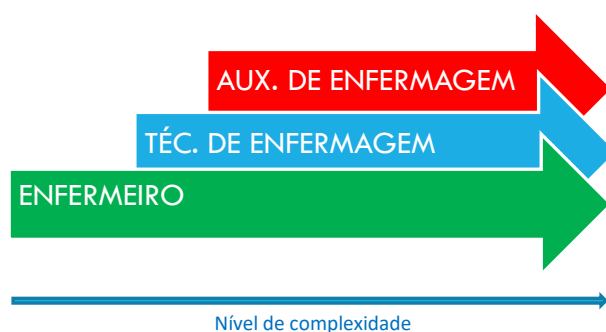 AUX. DE ENFERMAGEM
TÉC. DE ENFERMAGEM
ENFERMEIRO
Nível de complexidade